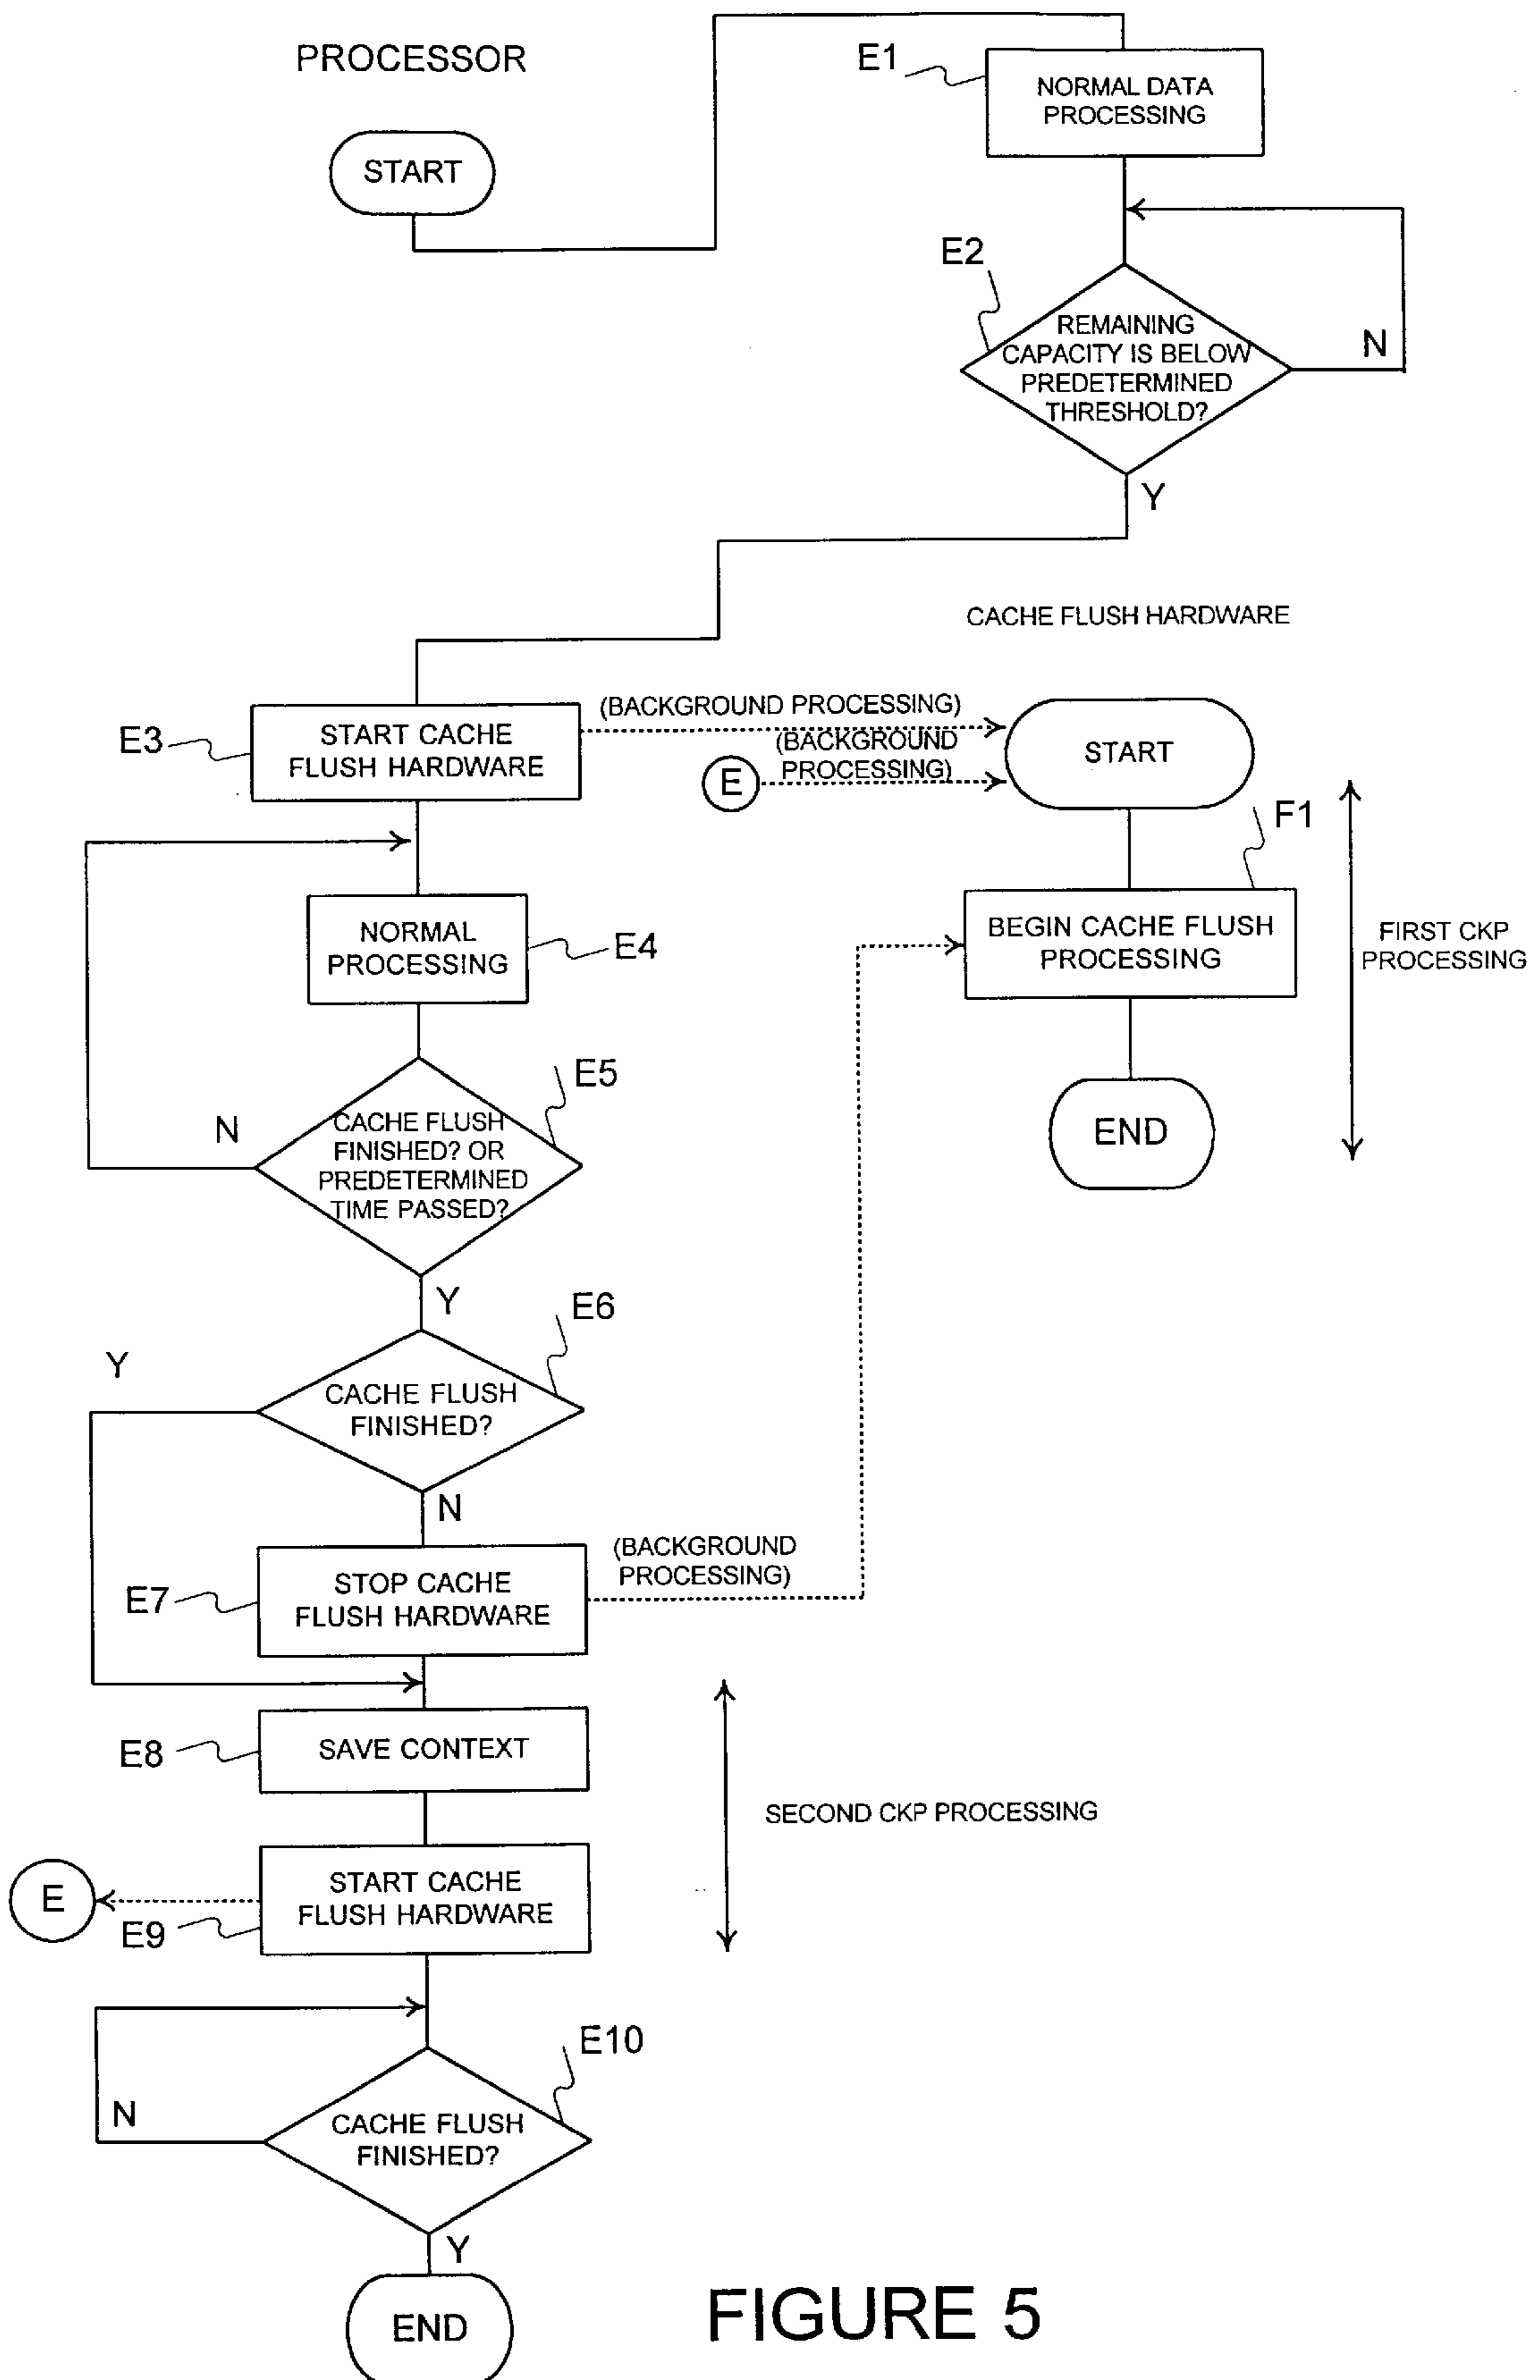 PROCESSOR
START
E1
NORMAL DATA
PROCESSING
E2
REMAINING
CAPACITY IS BELOW
PREDETERMINED
THRESHOLD?
N
Y
CACHE FLUSH HARDWARE
E3
START CACHE
FLUSH HARDWARE
(BACKGROUND PROCESSING)
(BACKGROUND
PROCESSING)
E
START
F1
BEGIN CACHE FLUSH
PROCESSING
FIRST CKP
PROCESSING
END
NORMAL
PROCESSING
E4
E5
CACHE FLUSH
FINISHED? OR
PREDETERMINED
TIME PASSED?
N
Y
E6
Y
CACHE FLUSH
FINISHED?
N
E7
STOP CACHE
FLUSH HARDWARE
(BACKGROUND
PROCESSING)
E8
SAVE CONTEXT
SECOND CKP PROCESSING
E
E9
START CACHE
FLUSH HARDWARE
E10
N
CACHE FLUSH
FINISHED?
Y
END
FIGURE 5